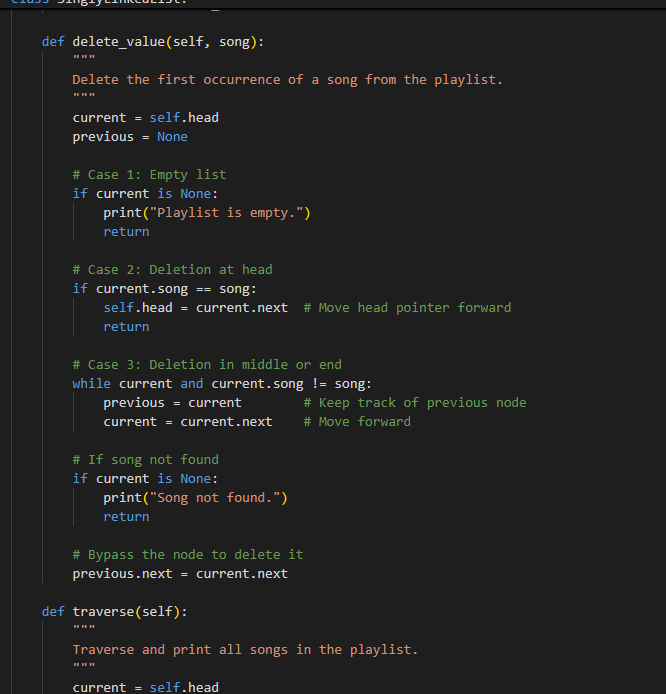 class SinglyLinkedList:
    def delete_value(self, song):
        """
        Delete the first occurrence of a song from the playlist.
        """
        current = self.head
        previous = None

        # Case 1: Empty list
        if current is None:
            print("Playlist is empty.")
            return

        # Case 2: Deletion at head
        if current.song == song:
            self.head = current.next  # Move head pointer forward
            return

        # Case 3: Deletion in middle or end
        while current and current.song != song:
            previous = current        # Keep track of previous node
            current = current.next    # Move forward

        # If song not found
        if current is None:
            print("Song not found.")
            return

        # Bypass the node to delete it
        previous.next = current.next

    def traverse(self):
        """
        Traverse and print all songs in the playlist.
        """
        current = self.head